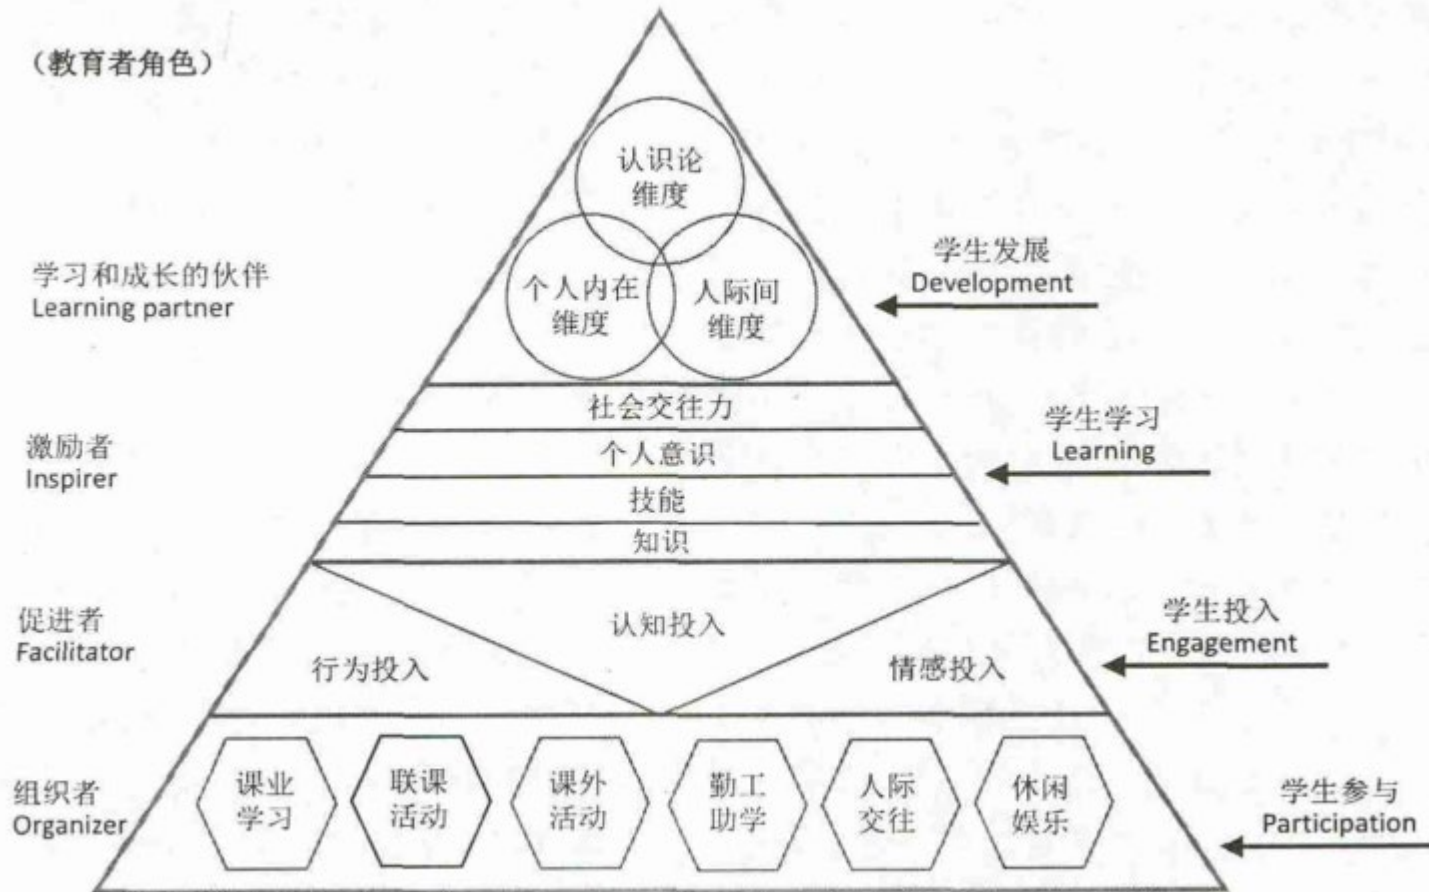 （教育者角色）
认识论
维度
学习和成长的伙伴
Learning partner
个人内在
维度
人际间
维度
学生发展
Development
社会交往力
激励者
Inspirer
个人意识
学生学习
Learning
技能
知识
促进者
Facilitator
认知投入
行为投入
情感投入
学生投入
Engagement
组织者
Organizer
课业
学习
联课
活动
课外
活动
勤工
助学
人际
交往
休闲
娱乐
学生参与
Participation